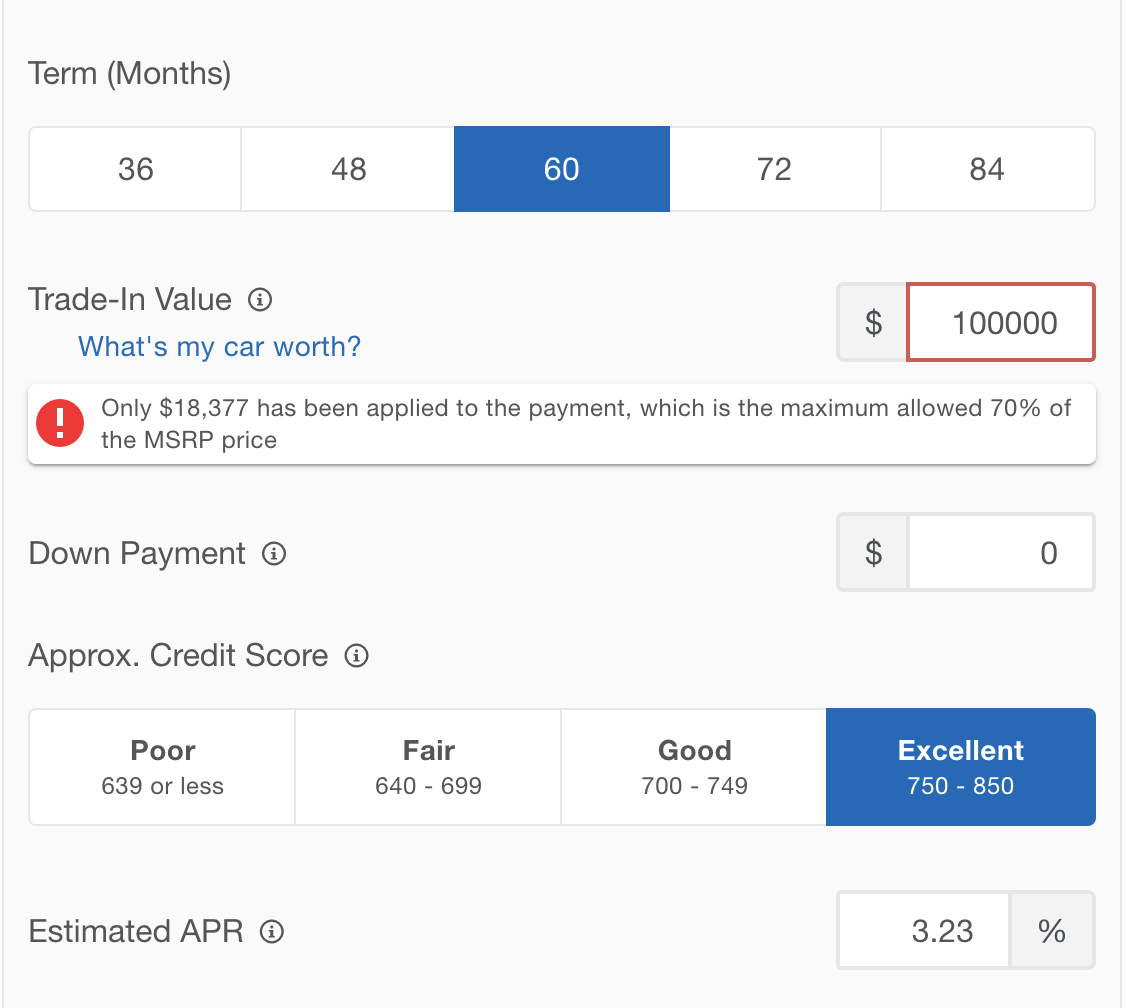 Term (Months)
36 48 60 72 84
Trade-In Value
$ 100000
What's my car worth?
Only $18,377 has been applied to the payment, which is the maximum allowed 70% of
the MSRP price
Down Payment
$ 0
Approx. Credit Score
Poor Fair Good Excellent
639 or less 640 - 699 700 - 749 750 - 850
Estimated APR
3.23 %